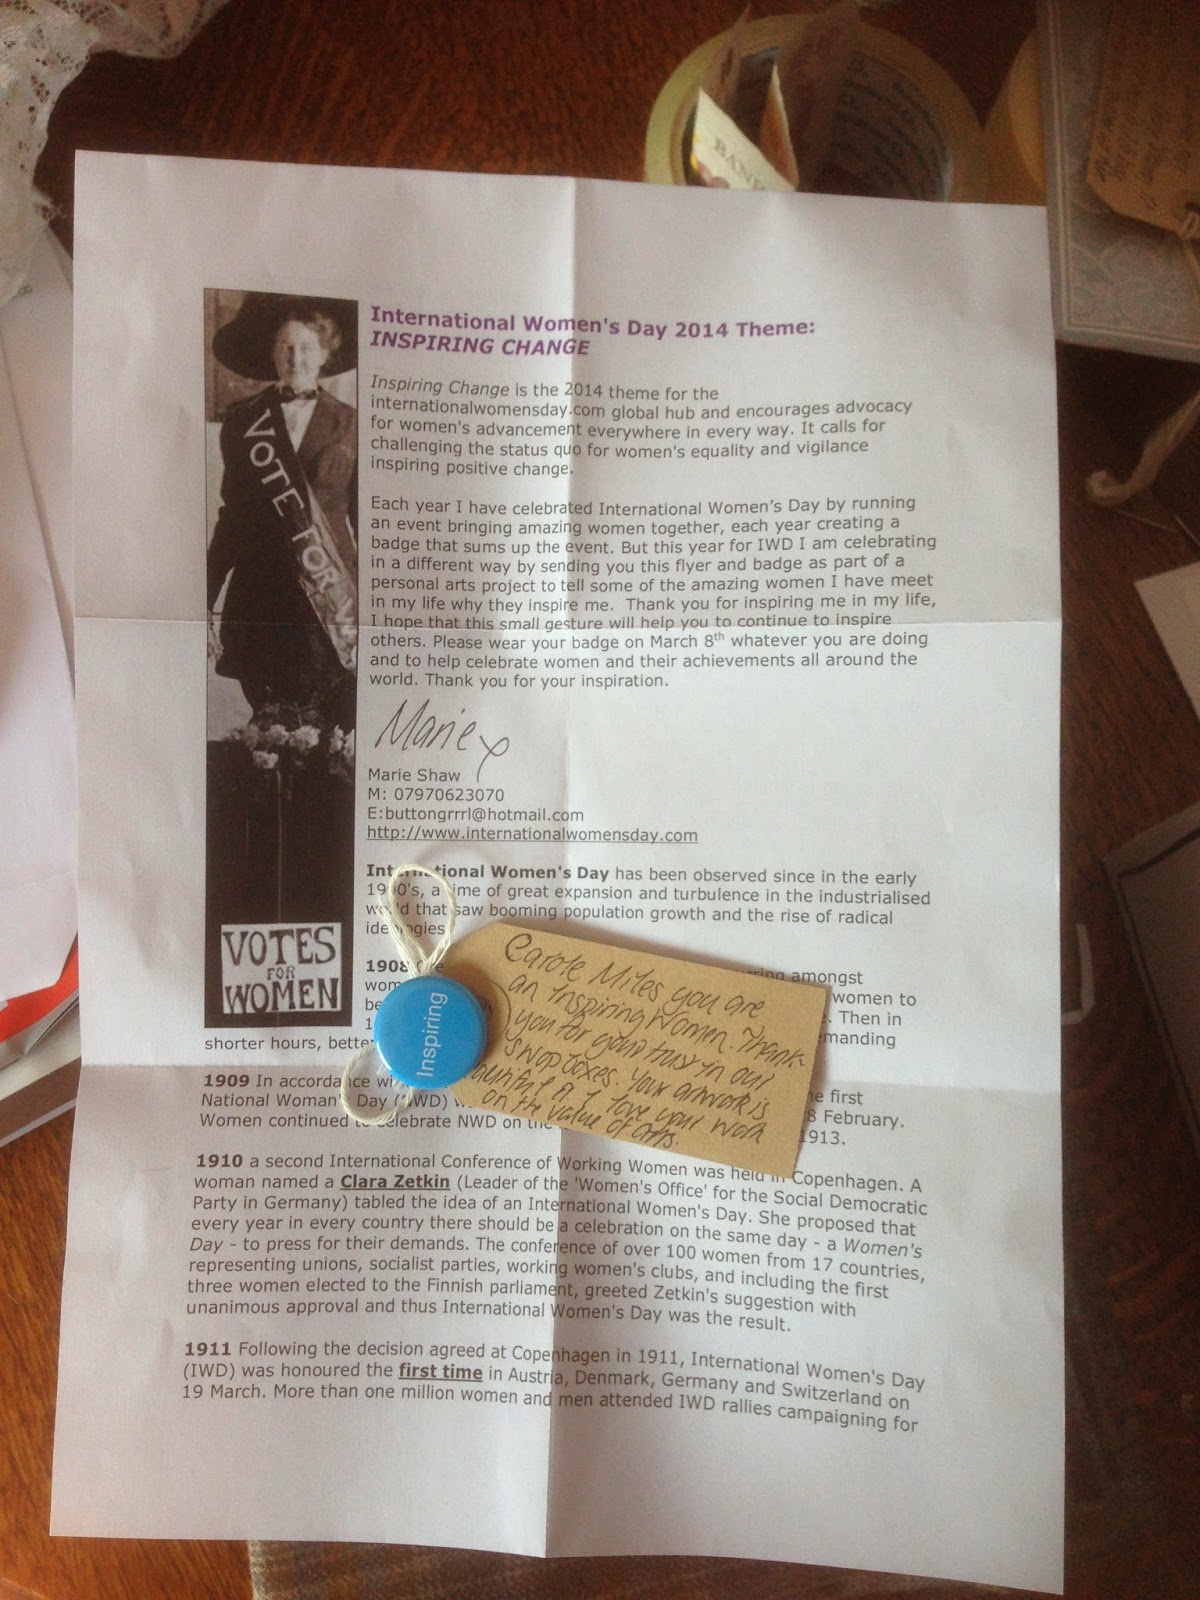 BANK
International Women's Day 2014 Theme:
INSPIRING CHANGE
Inspiring Change is the 2014 theme for the
internationalwomensday.com global hub and encourages advocacy
for women's advancement everywhere in every way. It calls for
challenging the status quo for women's equality and vigilance
inspiring positive change.
Each year I have celebrated International Women's Day by running
an event bringing amazing women together, each year creating a
badge that sums up the event. But this year for IWD I am celebrating
in a different way by sending you this flyer and badge as part of a
personal arts project to tell some of the amazing women I have meet
in my life why they inspire me. Thank you for inspiring me in my life,
I hope that this small gesture will help you to continue to inspire
others. Please wear your badge on March 8th whatever you are doing
and to help celebrate women and their achievements all around the
world. Thank you for your inspiration.
Marie x
Marie Shaw
M: 07970623070
E:buttongrrrl@hotmail.com
http://www.internationalwomensday.com
VOTE FOR
VOTES
FOR
WOMEN
International Women's Day has been observed since in the early
1900's, a time of great expansion and turbulence in the industrialised
world that saw booming population growth and the rise of radical
ideologies
1908 amongst
women to
Then in
manding
shorter hours,
Inspiring
Carole Miles you are
an Inspiring Women. Thank-
you for your trust in our
swop boxes. Your artwork is
I love your work
on the value of arts.
1909 In accordance first
National Woman's Day (NWD) 8 February.
Women continued to celebrate NWD on the 1913.
1910 a second International Conference of Working Women was held in Copenhagen. A
woman named a Clara Zetkin (Leader of the 'Women's Office' for the Social Democratic
Party in Germany) tabled the idea of an International Women's Day. She proposed that
every year in every country there should be a celebration on the same day - a Women's
Day - to press for their demands. The conference of over 100 women from 17 countries,
representing unions, socialist parties, working women's clubs, and including the first
three women elected to the Finnish parliament, greeted Zetkin's suggestion with
unanimous approval and thus International Women's Day was the result.
1911 Following the decision agreed at Copenhagen in 1911, International Women's Day
(IWD) was honoured the first time in Austria, Denmark, Germany and Switzerland on
19 March. More than one million women and men attended IWD rallies campaigning for